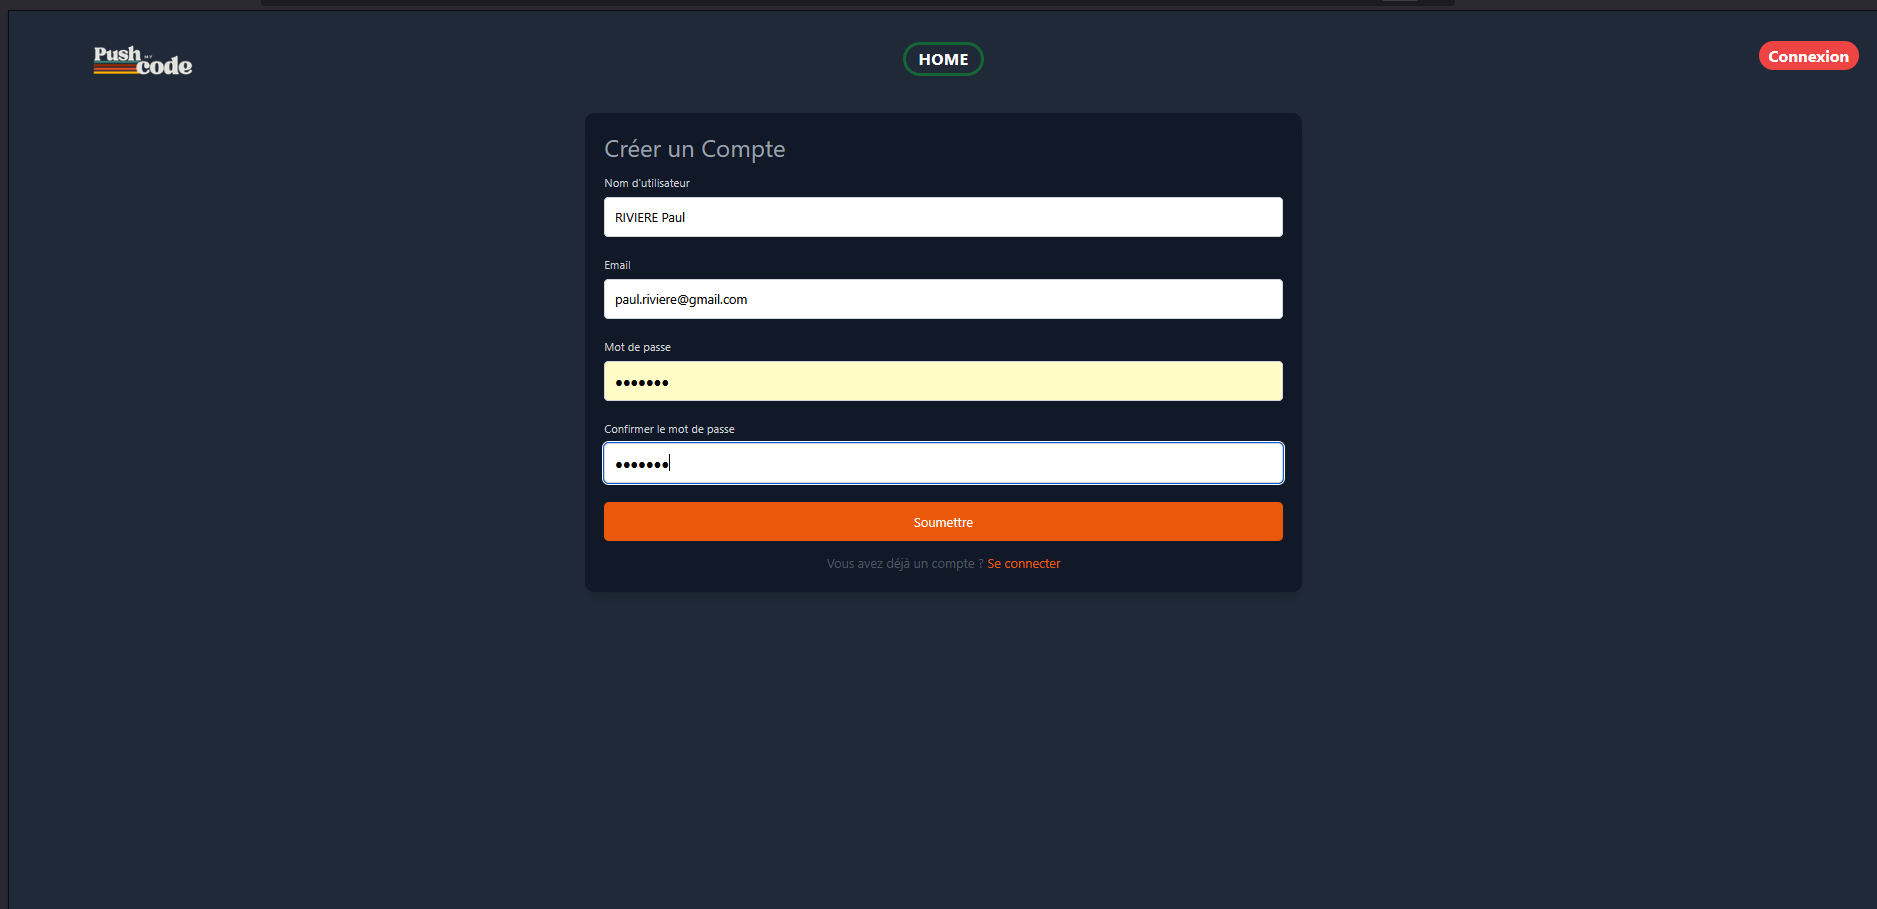 Push MY
code
HOME
Connexion
Créer un Compte
Nom d'utilisateur
RIVIERE Paul
Email
paul.riviere@gmail.com
Mot de passe
•••••••
Confirmer le mot de passe
•••••••
Soumettre
Vous avez déjà un compte ? Se connecter